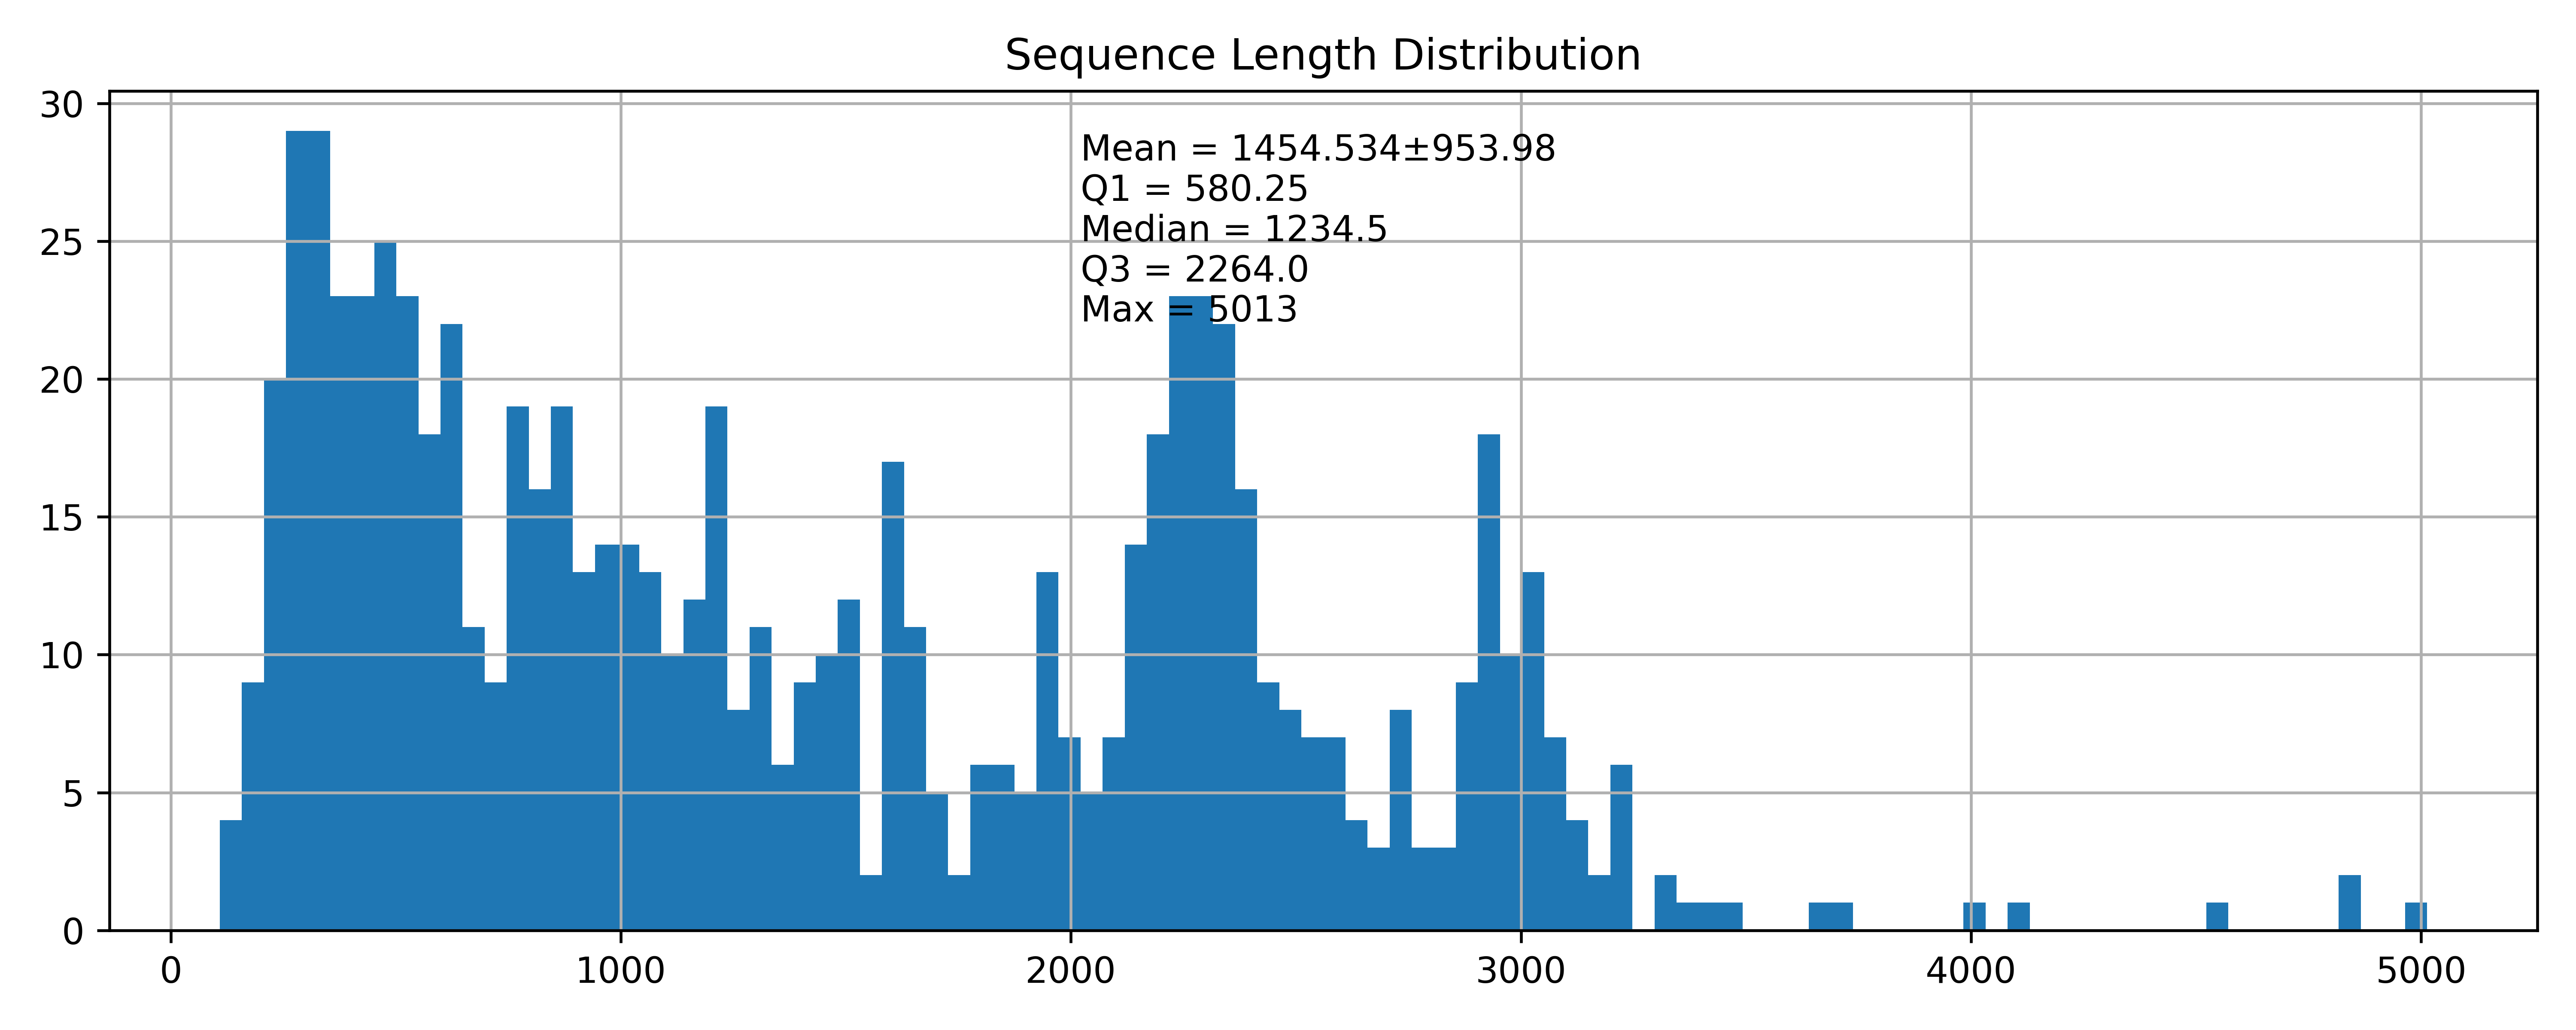 Sequence Length Distribution
30
25
20
15
10
5
0
Mean = 1454.534±953.98
Q1 = 580.25
Median = 1234.5
Q3 = 2264.0
Max = 5013
0 1000 2000 3000 4000 5000